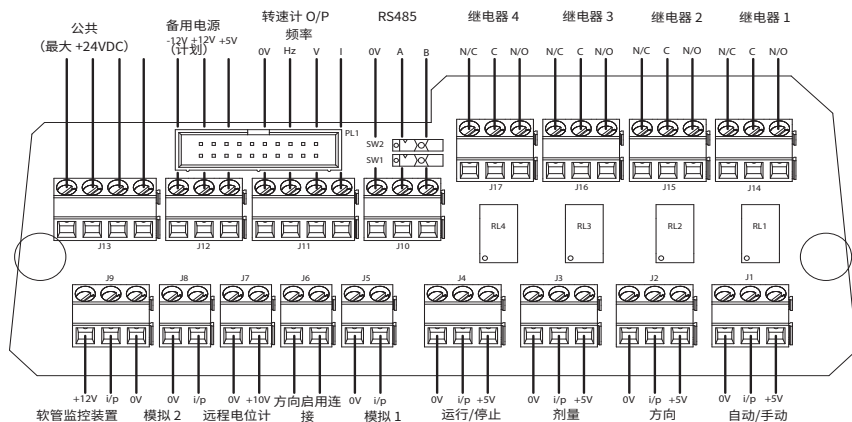 公共
(最大 +24VDC)
备用电源
(计划)
-12V +12V +5V
转速计 O/P
频率
0V Hz V I
RS485
0V A B
继电器 4
N/C C N/O
继电器 3
N/C C N/O
继电器 2
N/C C N/O
继电器 1
N/C C N/O
PL1
SW2
SW1
J13 J12 J11 J10
J17 J16 J15 J14
RL4 RL3 RL2 RL1
J9 J8 J7 J6 J5 J4 J3 J2 J1
+12V i/p 0V
软管监控装置
0V i/p
模拟 2
0V +10V
远程电位计
方向启用连
接
0V i/p
模拟 1
0V i/p +5V
运行/停止
0V i/p +5V
剂量
0V i/p +5V
方向
0V i/p +5V
自动/手动